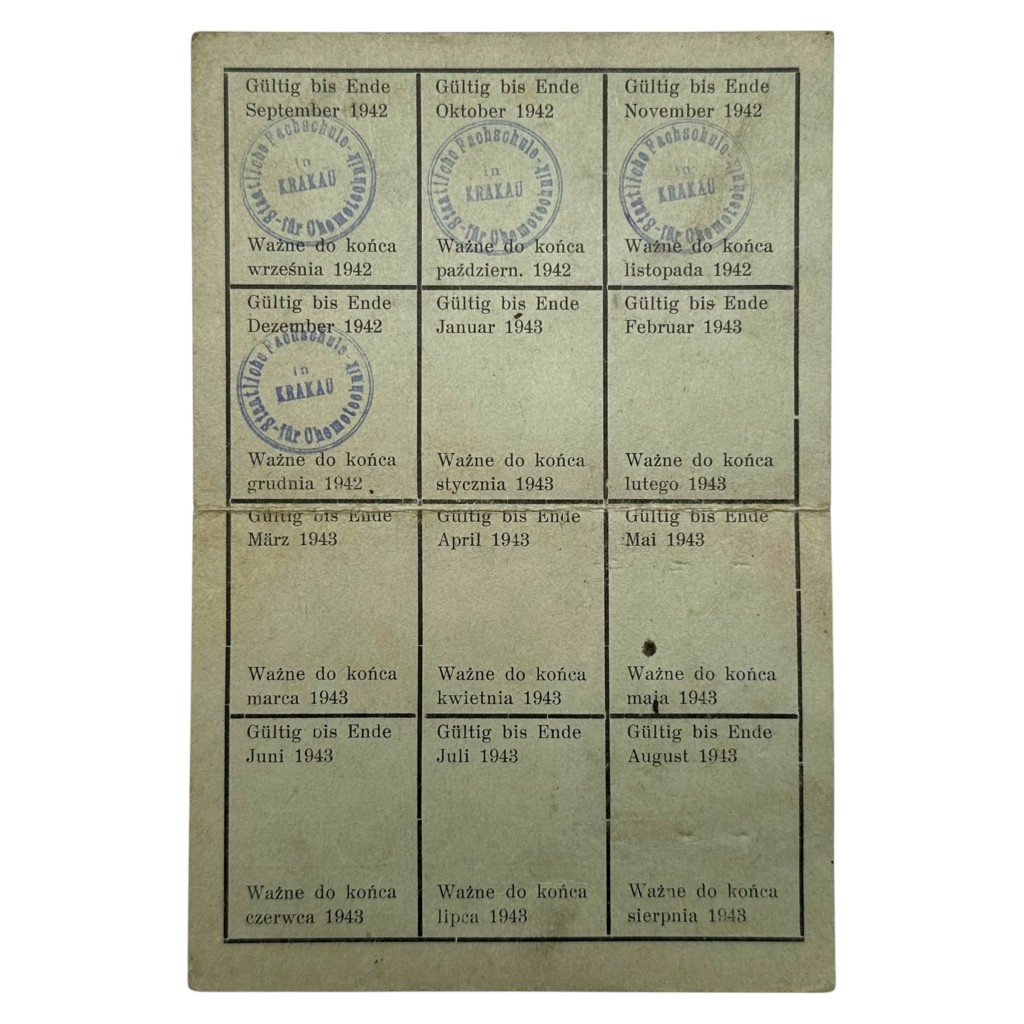 Gültig bis Ende
September 1942
Staatliche Fachschule
für Chemotechnik
in
KRAKAU
Ważne do końca
września 1942
Gültig bis Ende
Oktober 1942
Staatliche Fachschule
für Chemotechnik
in
KRAKAU
Ważne do końca
październ. 1942
Gültig bis Ende
November 1942
Staatliche Fachschule
für Chemotechnik
in
KRAKAU
Ważne do końca
listopada 1942
Gültig bis Ende
Dezember 1942
Staatliche Fachschule
für Chemotechnik
in
KRAKAU
Ważne do końca
grudnia 1942
Gültig bis Ende
Januar 1943
Ważne do końca
stycznia 1943
Gültig bis Ende
Februar 1943
Ważne do końca
lutego 1943
Gültig bis Ende
März 1943
Ważne do końca
marca 1943
Gültig bis Ende
April 1943
Ważne do końca
kwietnia 1943
Gültig bis Ende
Mai 1943
Ważne do końca
maja 1943
Gültig bis Ende
Juni 1943
Ważne do końca
czerwca 1943
Gültig bis Ende
Juli 1943
Ważne do końca
lipca 1943
Gültig bis Ende
August 1943
Ważne do końca
sierpnia 1943